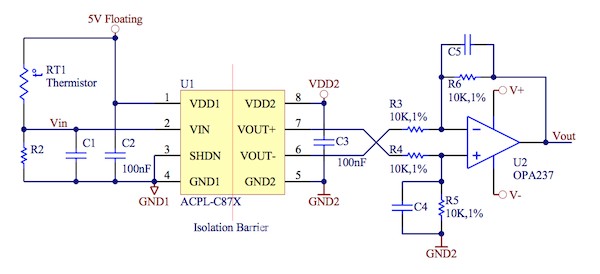 5V Floating
RT1
Thermistor
t°
U1
VDD2
C5
R6
10K,1%
V+
1 VDD1 VDD2 8
R3
10K,1%
Vin
2 VIN VOUT+ 7
R2
C1
C2
100nF
3 SHDN VOUT- 6
C3
100nF
R4
10K,1%
Vout
U2
OPA237
4 GND1 GND2 5
GND1
ACPL-C87X
GND2
C4
R5
10K,1%
V-
Isolation Barrier
GND2